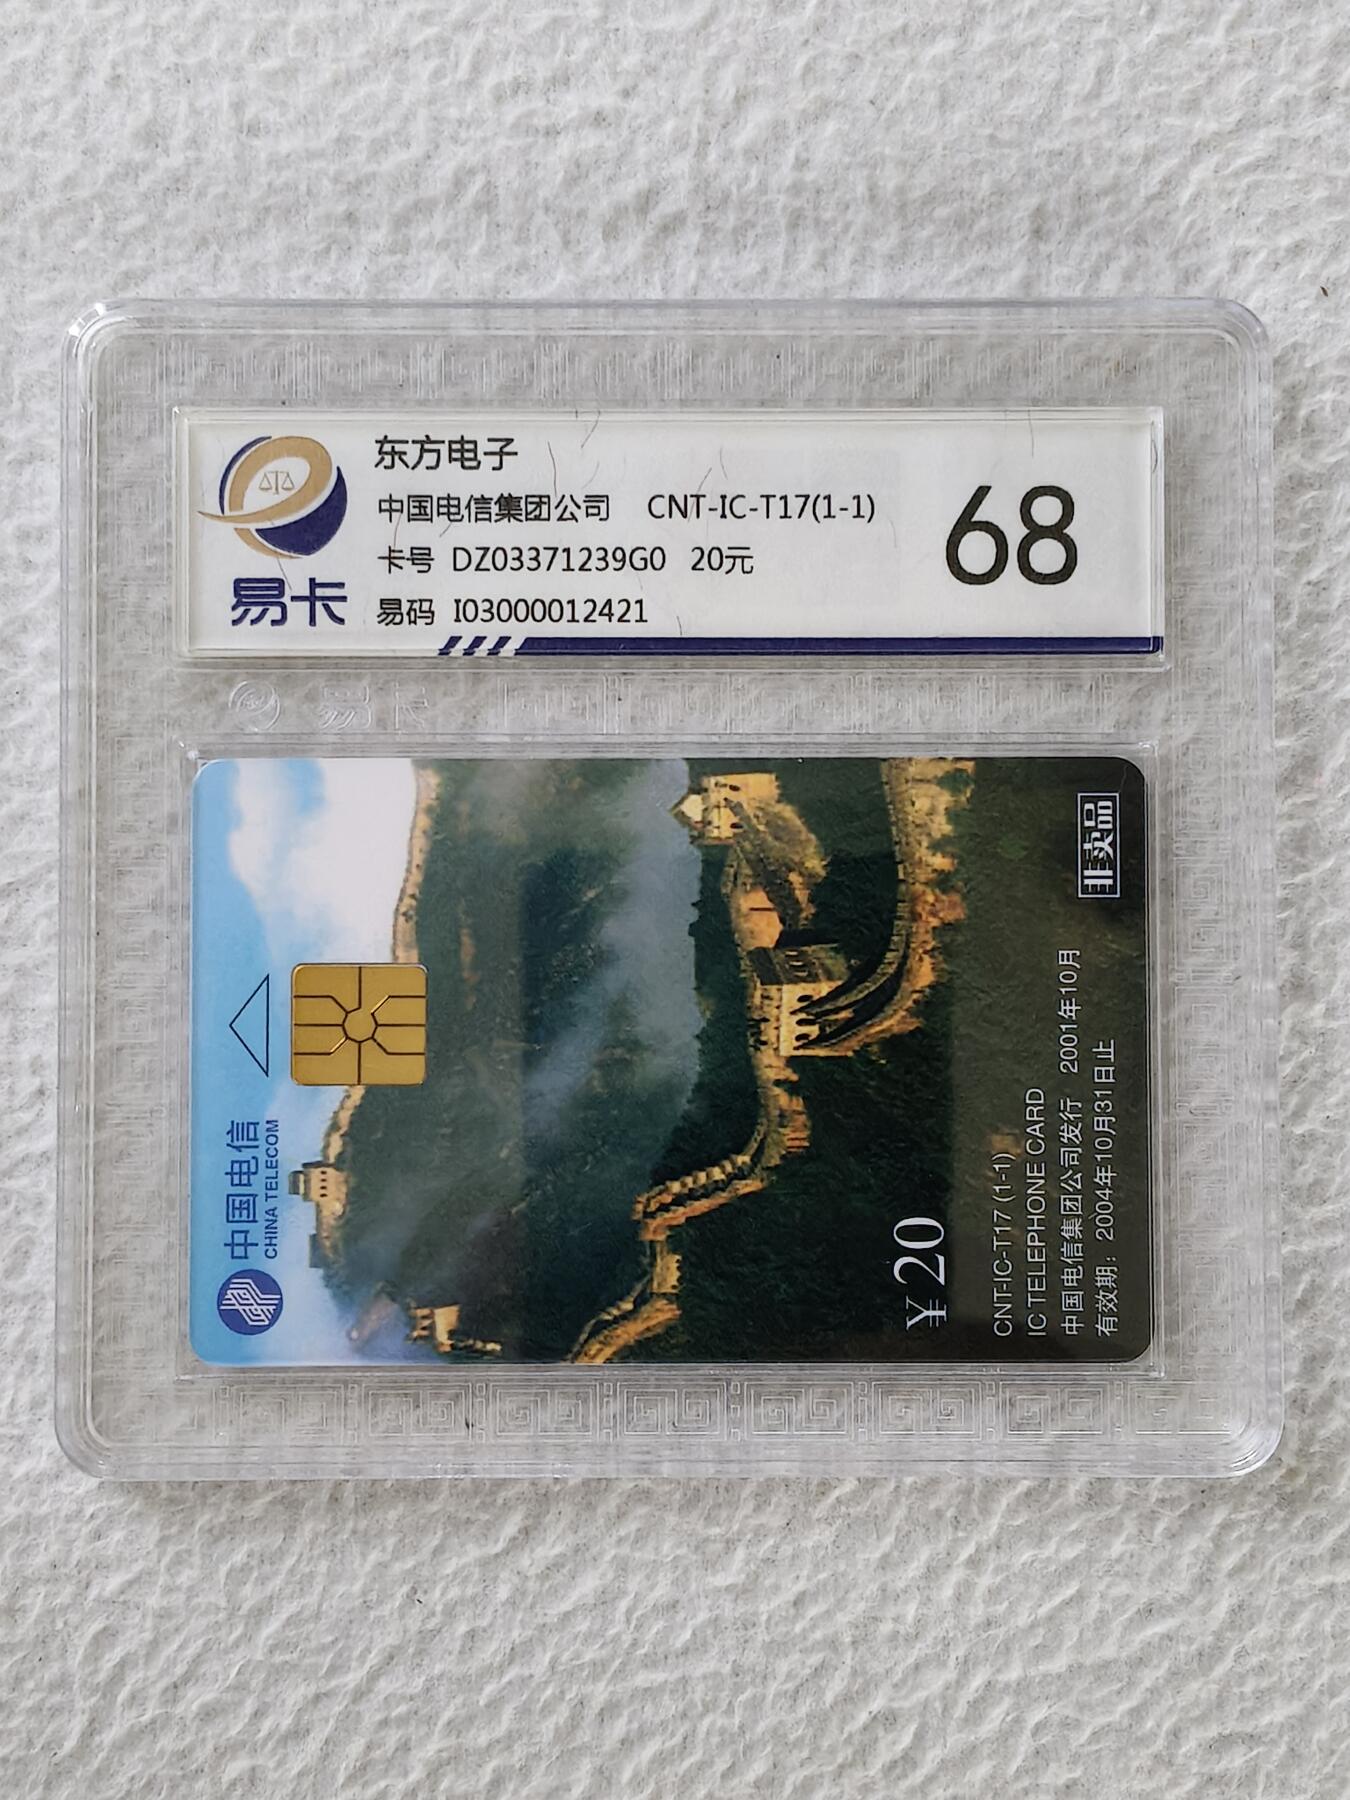 东方电子
中国电信集团公司 CNT-IC-T17(1-1)
卡号 DZ03371239G0 20元
易码 I03000012421
易卡
68
易卡
中国电信
CHINA TELECOM
¥20
CNT-IC-T17 (1-1)
IC TELEPHONE CARD
中国电信集团公司发行 2001年10月
有效期：2004年10月31日止
非卖品